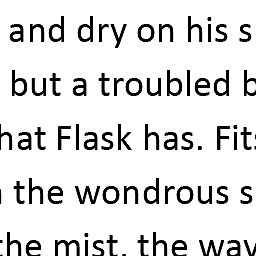 and dry on his s
but a troubled b
hat Flask has. Fits
the wondrous s
the mist, the wav